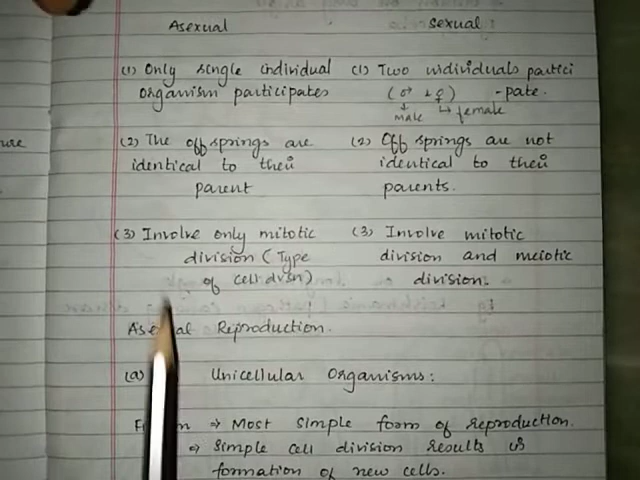 Asexual
Sexual:
(1) Only single individual
organism participates
(1) Two individuals partici
(♂ & ♀) -pate.
male female
(2) The offsprings are
identical to their
parent
(2) Off springs are not
identical to their
parents.
(3) Involve only mitotic
division (Type
of cell dvsn)
(3) Involve mitotic
division and meiotic
division.
Reproduction.
(a) Unicellular Organisms:
⇒ Most simple form of reproduction.
⇒ Simple cell division results is
formation of new cells.